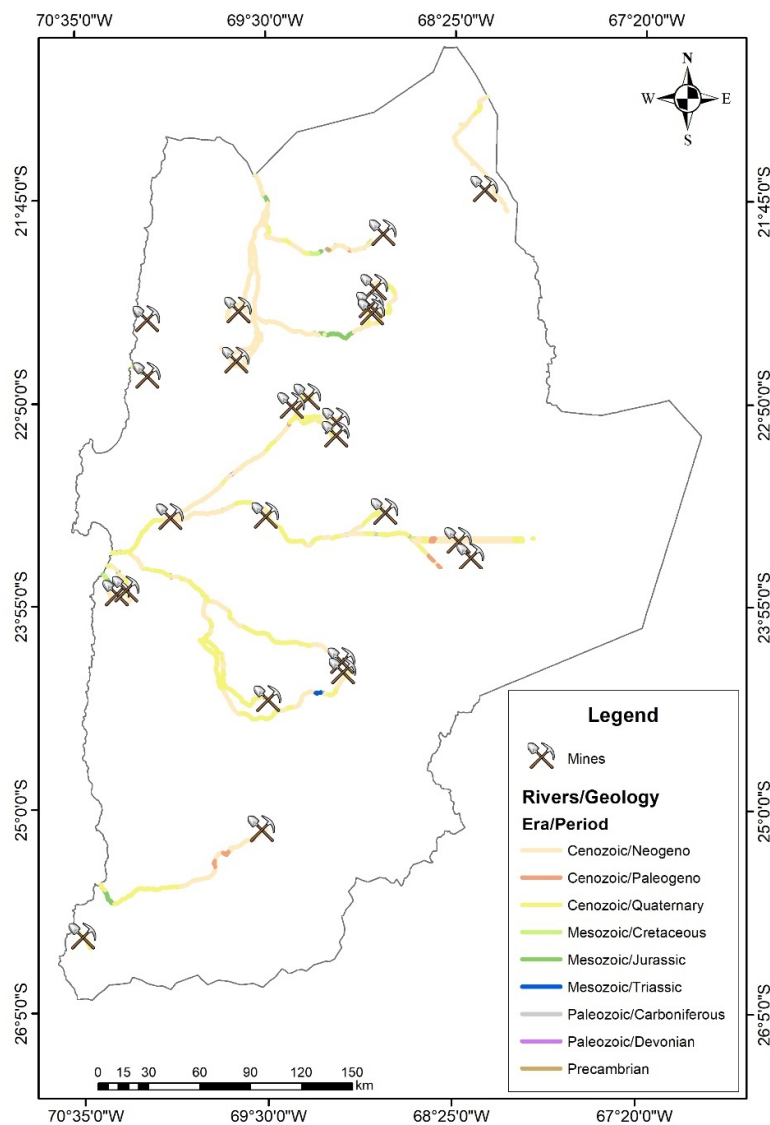 70°35'0"W 69°30'0"W 68°25'0"W 67°20'0"W
N
W E
S
21°45'0"S 21°45'0"S
22°50'0"S 22°50'0"S
23°55'0"S 23°55'0"S
25°0'0"S 25°0'0"S
26°5'0"S 26°5'0"S
Legend
Mines
Rivers/Geology
Era/Period
Cenozoic/Neogeno
Cenozoic/Paleogeno
Cenozoic/Quaternary
Mesozoic/Cretaceous
Mesozoic/Jurassic
Mesozoic/Triassic
Paleozoic/Carboniferous
Paleozoic/Devonian
Precambrian
0 15 30 60 90 120 150
km
70°35'0"W 69°30'0"W 68°25'0"W 67°20'0"W